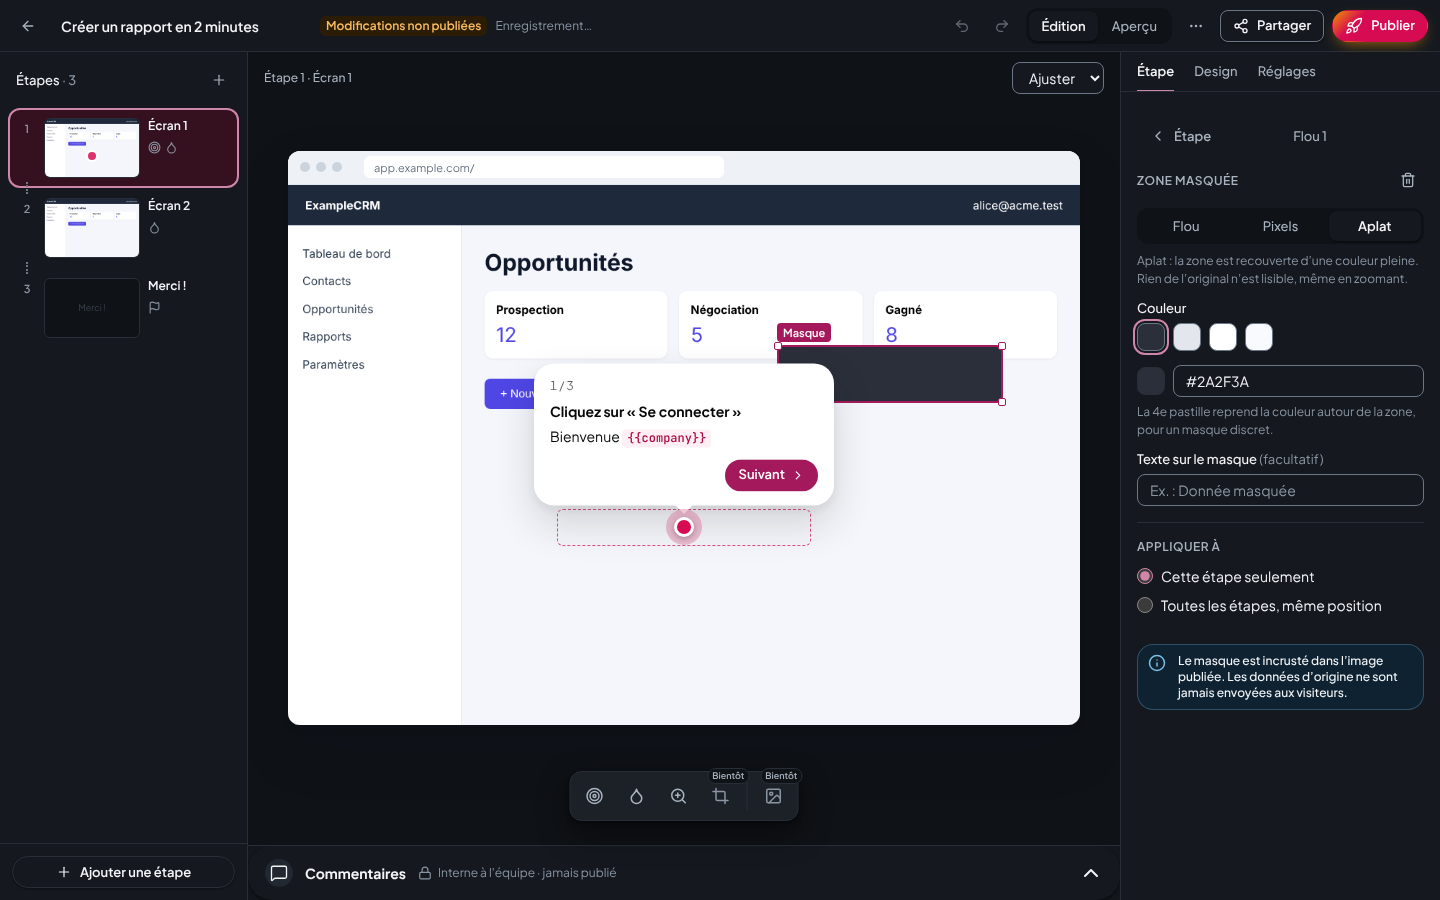 Créer un rapport en 2 minutes
Modifications non publiées
Enregistrement…
Édition
Aperçu
Partager
Publier
Étapes · 3
1
Écran 1
2
Écran 2
3
Merci !
Merci !
Ajouter une étape
Étape 1 · Écran 1
Ajuster
app.example.com/
ExampleCRM
alice@acme.test
Tableau de bord
Contacts
Opportunités
Rapports
Paramètres
Opportunités
Prospection
12
Négociation
5
Gagné
8
Masque
+ Nouv
1 / 3
Cliquez sur « Se connecter »
Bienvenue {{company}}
Suivant
Bientôt
Bientôt
Commentaires
Interne à l'équipe · jamais publié
Étape
Design
Réglages
Étape
Flou 1
ZONE MASQUÉE
Flou
Pixels
Aplat
Aplat : la zone est recouverte d'une couleur pleine.
Rien de l'original n'est lisible, même en zoomant.
Couleur
#2A2F3A
La 4e pastille reprend la couleur autour de la zone,
pour un masque discret.
Texte sur le masque (facultatif)
Ex. : Donnée masquée
APPLIQUER À
Cette étape seulement
Toutes les étapes, même position
Le masque est incrusté dans l'image
publiée. Les données d'origine ne sont
jamais envoyées aux visiteurs.